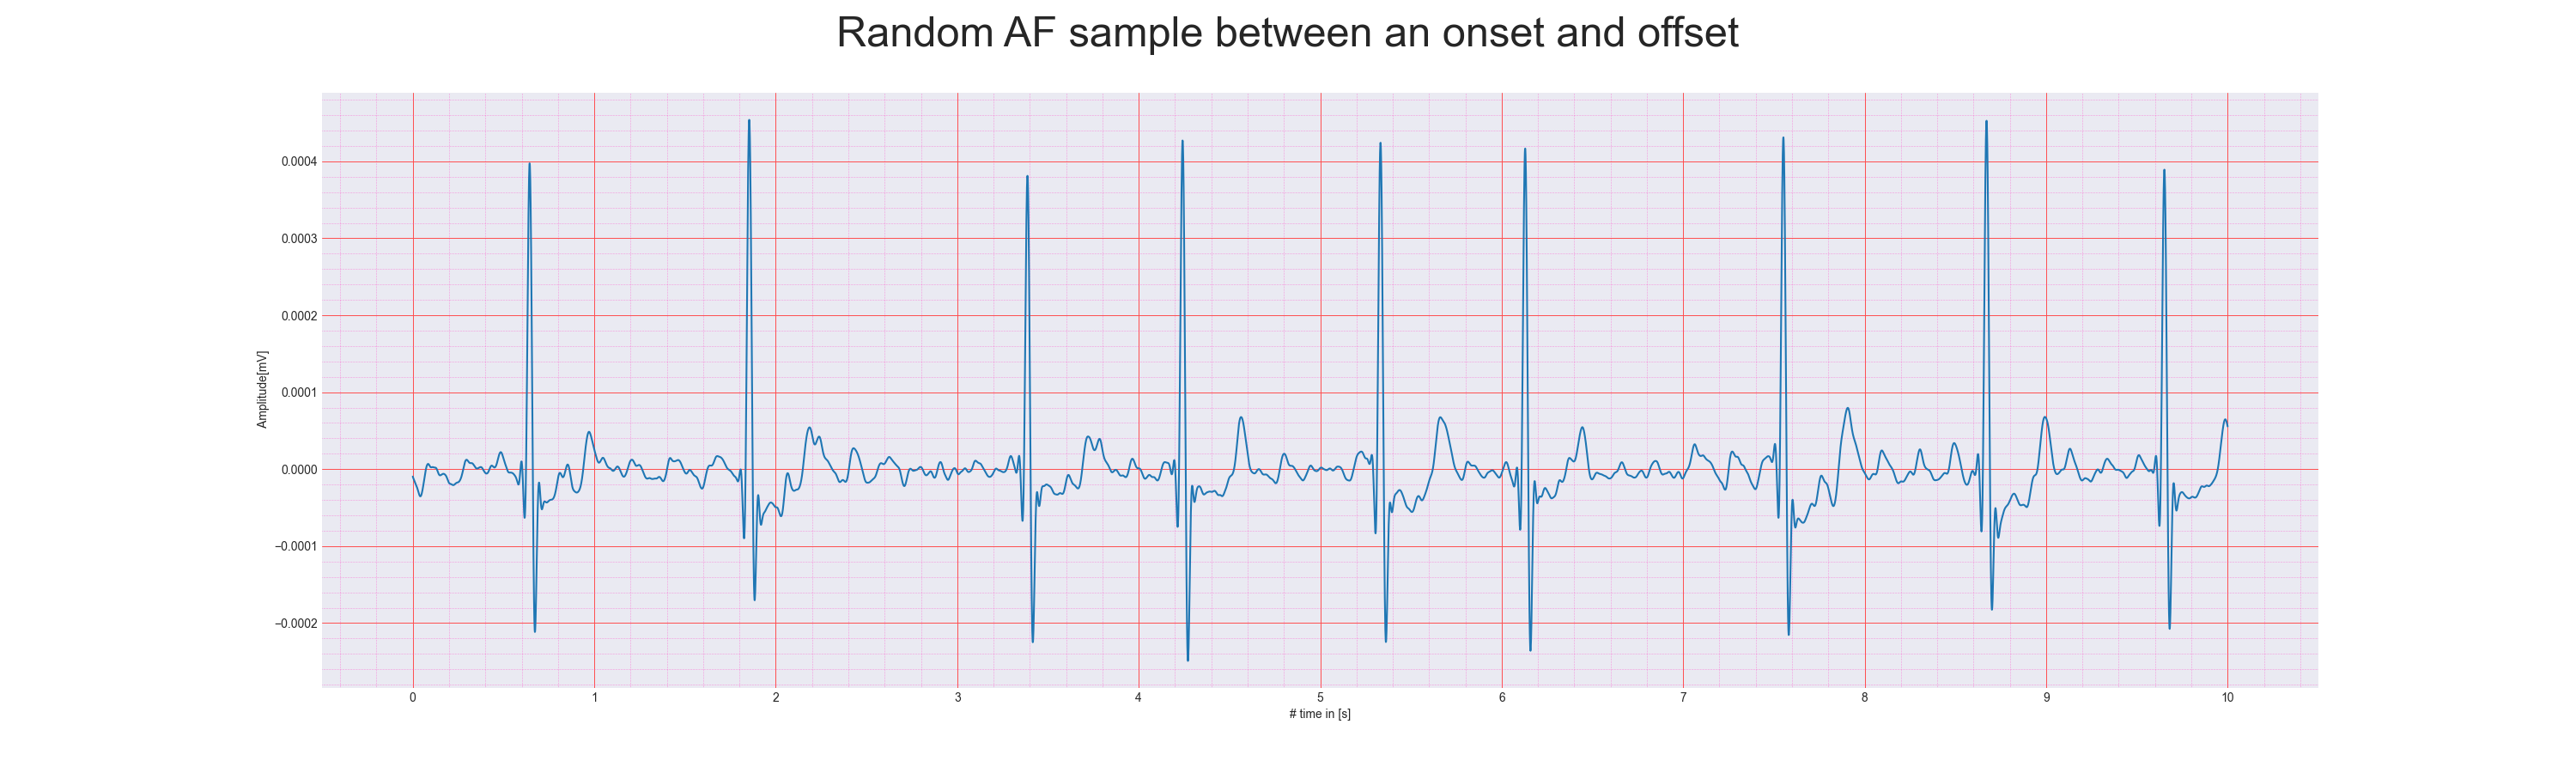 Random AF sample between an onset and offset
0.0004
0.0003
0.0002
0.0001
0.0000
−0.0001
−0.0002
Amplitude[mV]
0 1 2 3 4 5 6 7 8 9 10
# time in [s]